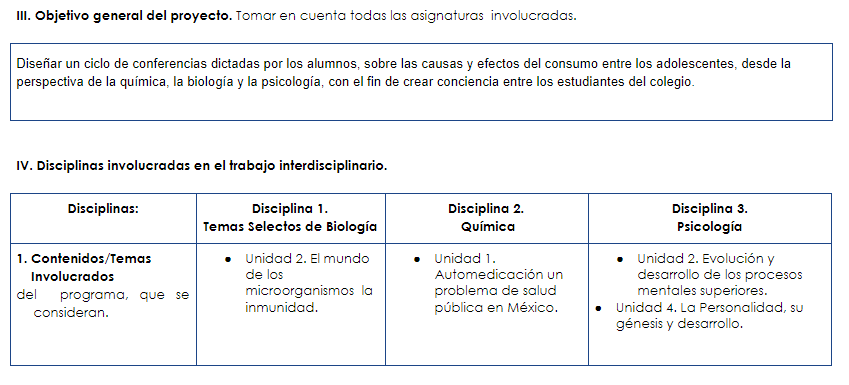 III. Objetivo general del proyecto. Tomar en cuenta todas las asignaturas involucradas.
Diseñar un ciclo de conferencias dictadas por los alumnos, sobre las causas y efectos del consumo entre los adolescentes, desde la
perspectiva de la química, la biología y la psicología, con el fin de crear conciencia entre los estudiantes del colegio.
IV. Disciplinas involucradas en el trabajo interdisciplinario.
Disciplinas:
Disciplina 1.
Temas Selectos de Biología
Disciplina 2.
Química
Disciplina 3.
Psicología
1. Contenidos/Temas
Involucrados
del programa, que se
consideran.
• Unidad 2. El mundo
de los
microorganismos la
inmunidad.
• Unidad 1.
Automedicación un
problema de salud
pública en México.
• Unidad 2. Evolución y
desarrollo de los procesos
mentales superiores.
• Unidad 4. La Personalidad, su
génesis y desarrollo.